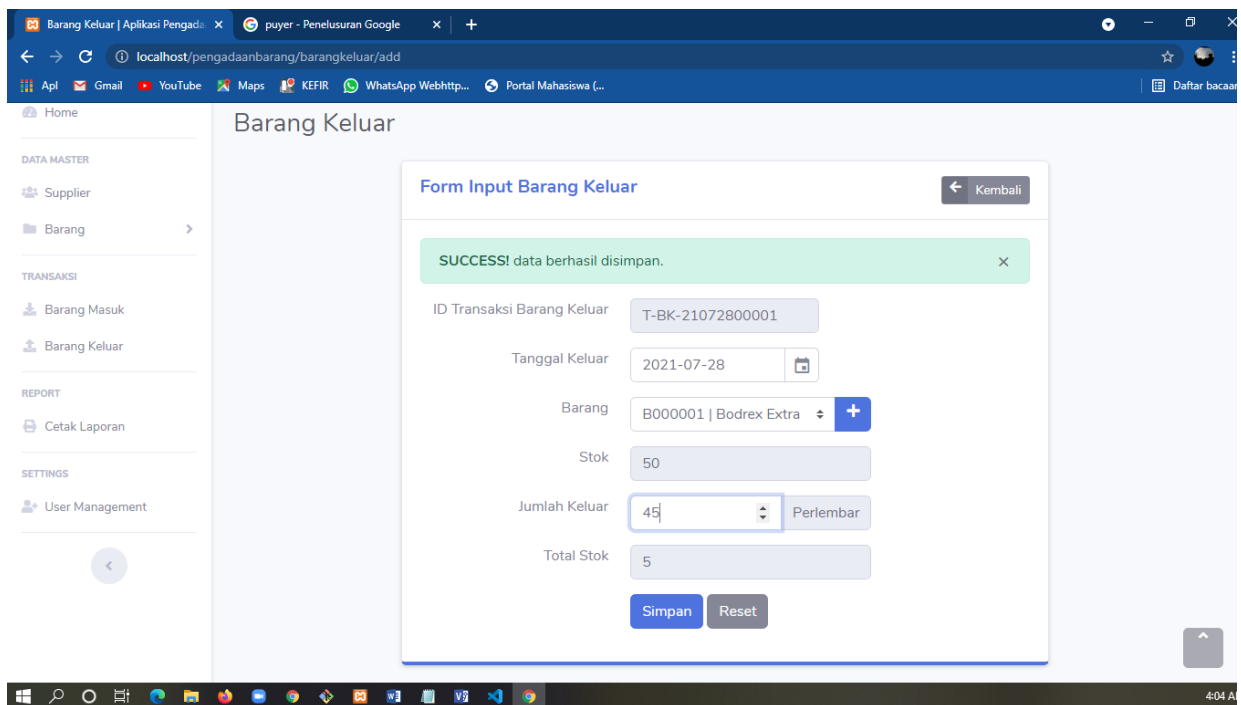 Barang Keluar | Aplikasi Pengada
puyer - Penelusuran Google
localhost/pengadaanbarang/barangkeluar/add
Apl Gmail YouTube Maps KEFIR WhatsApp Webhttp... Portal Mahasiswa (... Daftar bacaan
Home
DATA MASTER
Supplier
Barang
TRANSAKSI
Barang Masuk
Barang Keluar
REPORT
Cetak Laporan
SETTINGS
User Management
Barang Keluar
Form Input Barang Keluar
Kembali
SUCCESS! data berhasil disimpan.
ID Transaksi Barang Keluar T-BK-21072800001
Tanggal Keluar 2021-07-28
Barang B000001 | Bodrex Extra
Stok 50
Jumlah Keluar 45 Perlembar
Total Stok 5
Simpan Reset
4:04 A